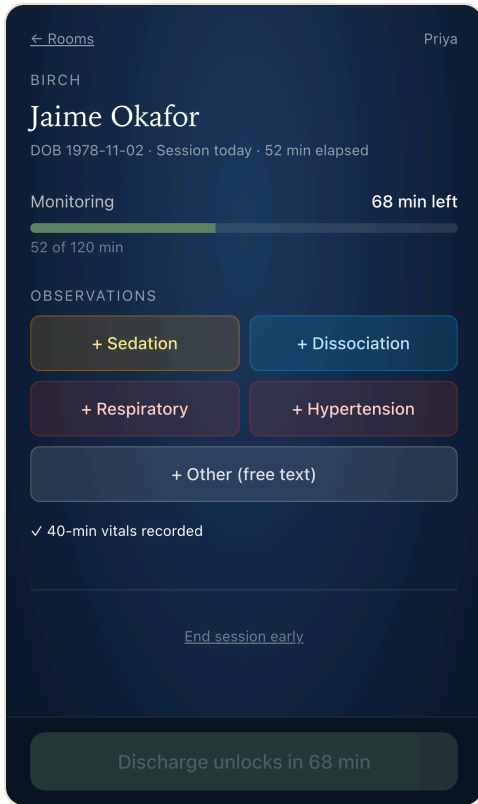 ← Rooms Priya
BIRCH
Jaime Okafor
DOB 1978-11-02 · Session today · 52 min elapsed
Monitoring 68 min left
52 of 120 min
OBSERVATIONS
+ Sedation + Dissociation
+ Respiratory + Hypertension
+ Other (free text)
✓ 40-min vitals recorded
End session early
Discharge unlocks in 68 min